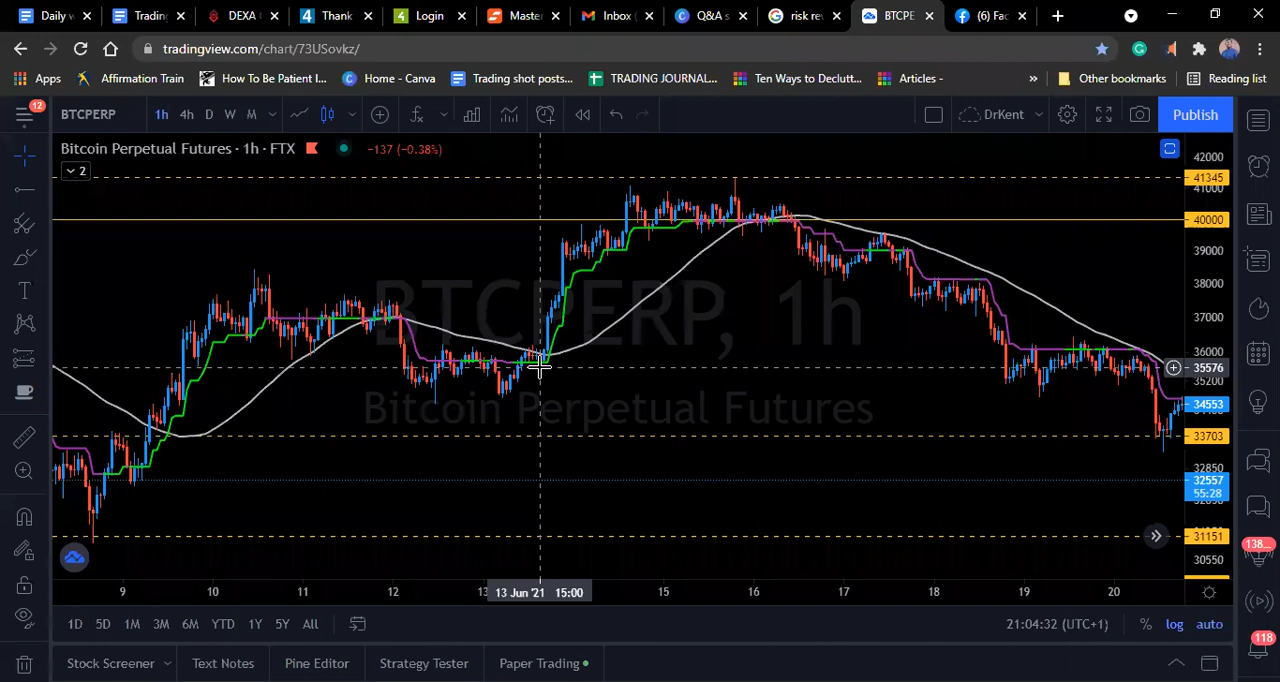 Daily w
Trading
DEXA
Thank
Login
Master
Inbox (
Q&A s
risk re
BTCPE
(6) Fac
tradingview.com/chart/73USovkz/
Apps
Affirmation Train
How To Be Patient I...
Home - Canva
Trading shot posts...
TRADING JOURNAL...
Ten Ways to Declutt...
Articles -
»
Other bookmarks
Reading list
12
BTCPERP
1h
4h
D
W
M
DrKent
Publish
Bitcoin Perpetual Futures · 1h · FTX
−137 (−0.38%)
2
BTCPERP, 1h
Bitcoin Perpetual Futures
42000
41345
41000
40000
39000
38000
37000
36000
35576
35200
34553
33703
32850
32557
55:28
31151
30550
9
10
11
12
13
13 Jun '21 15:00
15
16
17
18
19
20
1D
5D
1M
3M
6M
YTD
1Y
5Y
All
21:04:32 (UTC+1)
%
log
auto
Stock Screener
Text Notes
Pine Editor
Strategy Tester
Paper Trading
138...
118